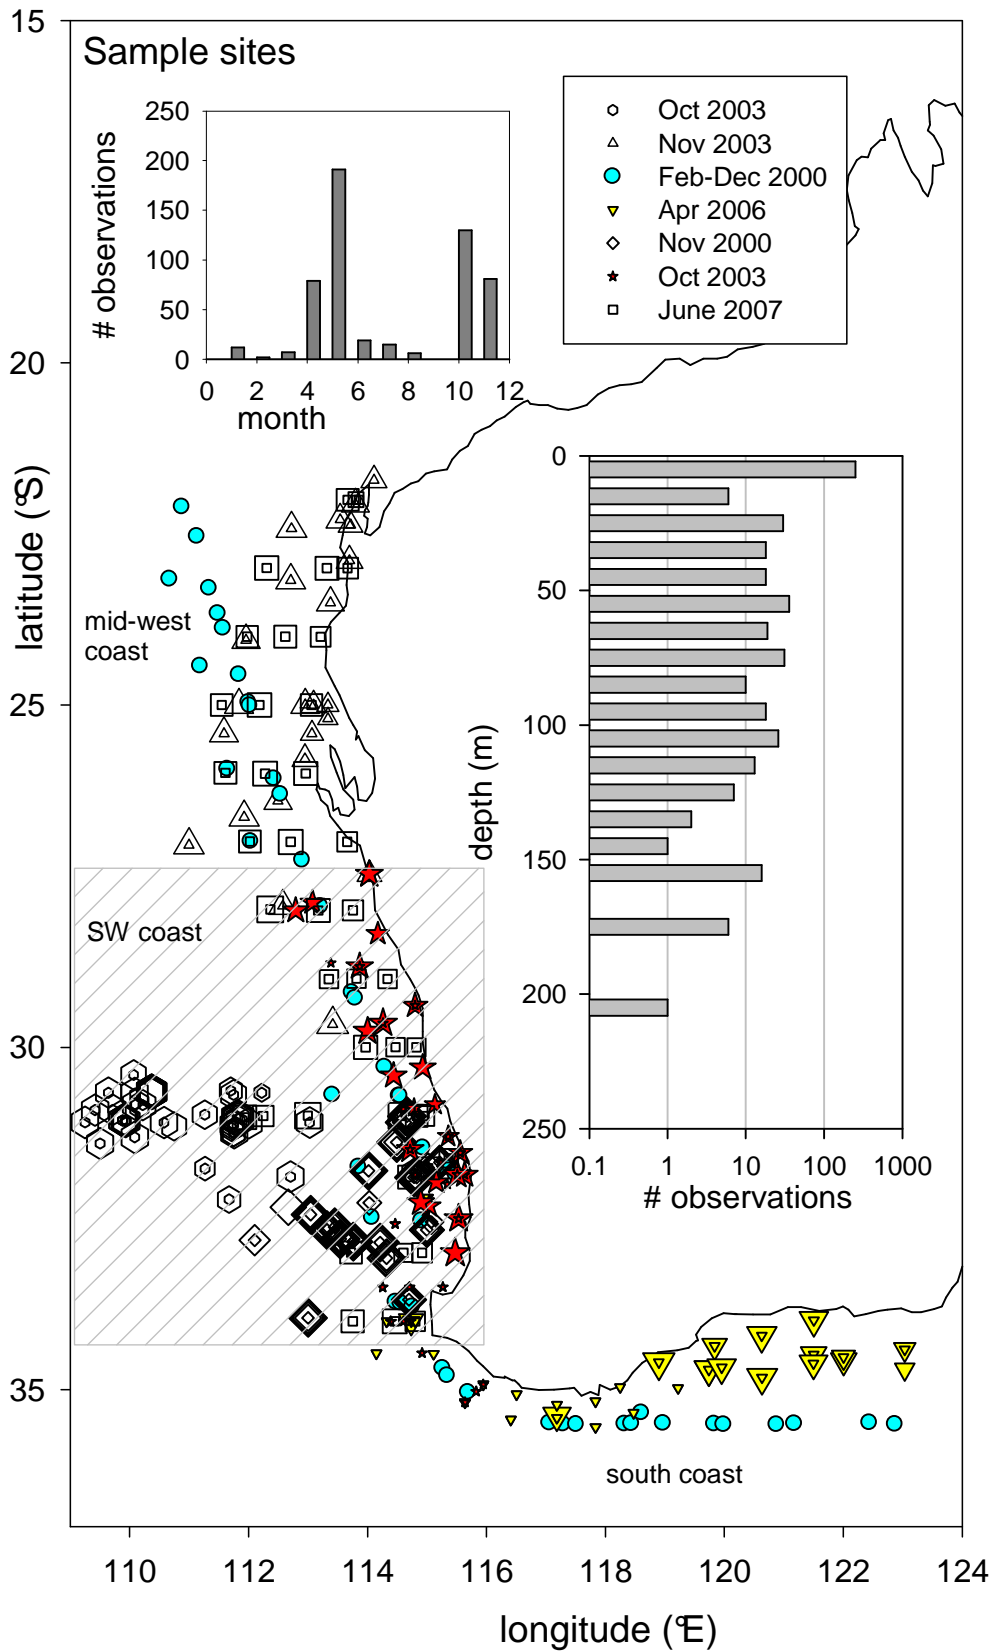 15
Sample sites
250
200
150
100
50
0
# observations
0 2 4 6 8 10 12
month
Oct 2003
Nov 2003
Feb-Dec 2000
Apr 2006
Nov 2000
Oct 2003
June 2007
20
25
30
35
latitude (°S)
mid-west
coast
SW coast
south coast
0
50
100
150
200
250
depth (m)
0.1 1 10 100 1000
# observations
110 112 114 116 118 120 122 124
longitude (°E)